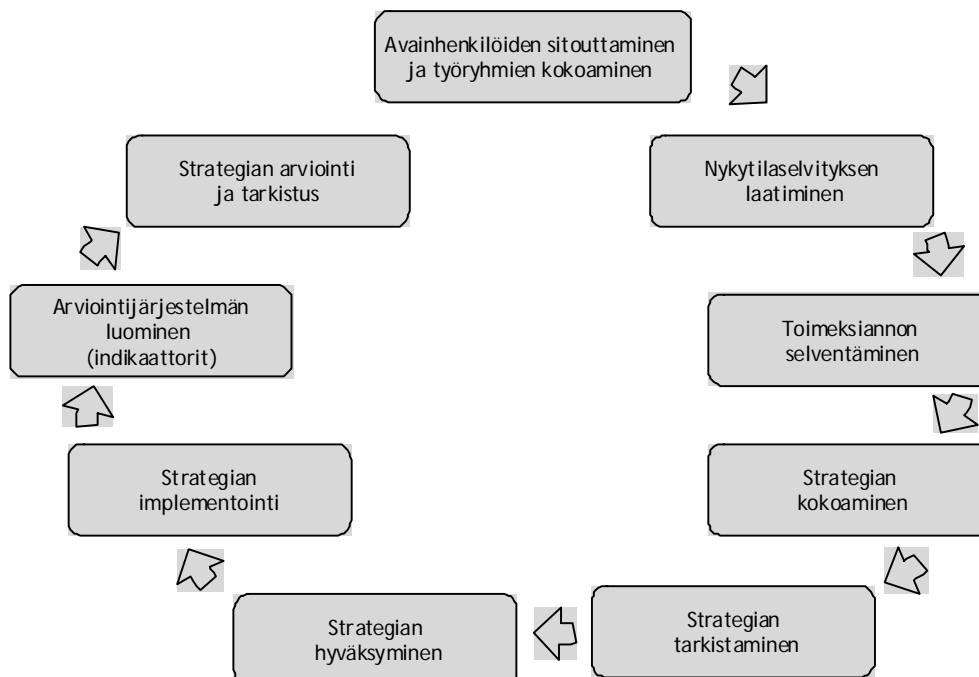 Avainhenkilöiden sitouttaminen
ja työryhmien kokoaminen
Nykytilaselvityksen
laatiminen
Toimeksiannon
selventäminen
Strategian
kokoaminen
Strategian
tarkistaminen
Strategian
hyväksyminen
Strategian
implementointi
Arviointijärjestelmän
luominen
(indikaattorit)
Strategian arviointi
ja tarkistus